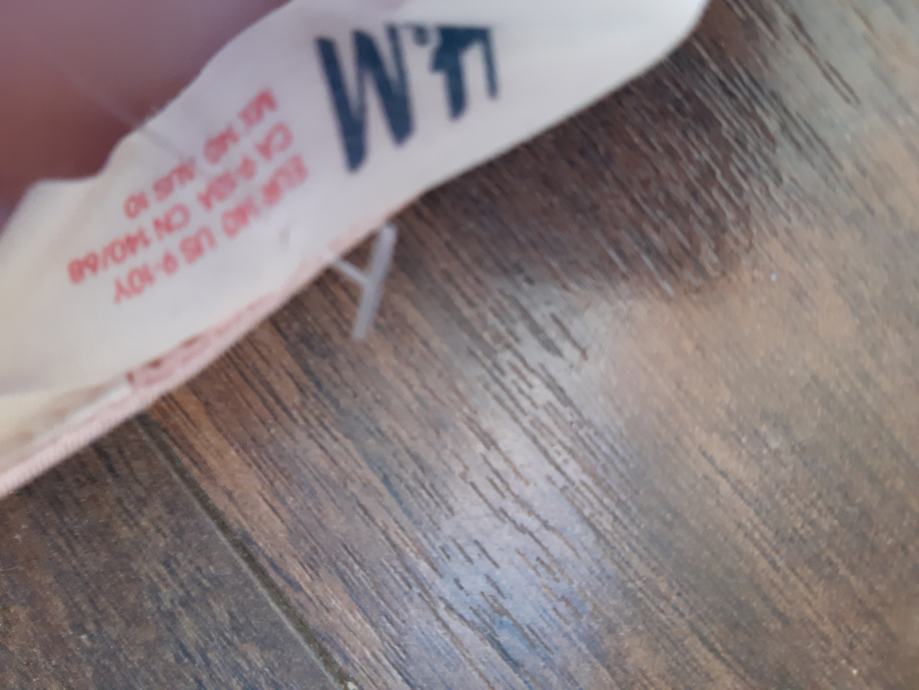 H&M
EUR 140 US 9-10Y
CA 9-10A CN 140/68
MX 140 AUS 10